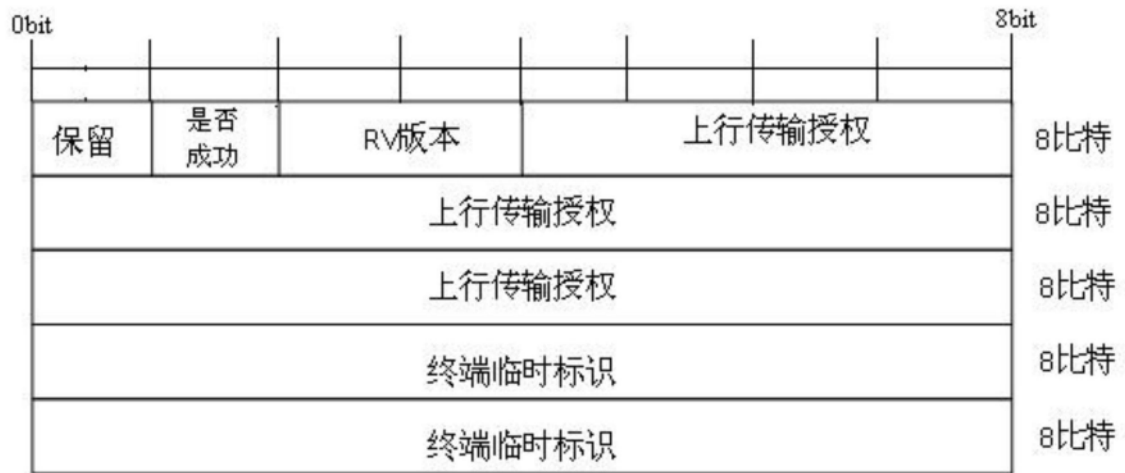 0bit
8bit
保留
是否
成功
RV版本
上行传输授权
8比特
上行传输授权
8比特
上行传输授权
8比特
终端临时标识
8比特
终端临时标识
8比特